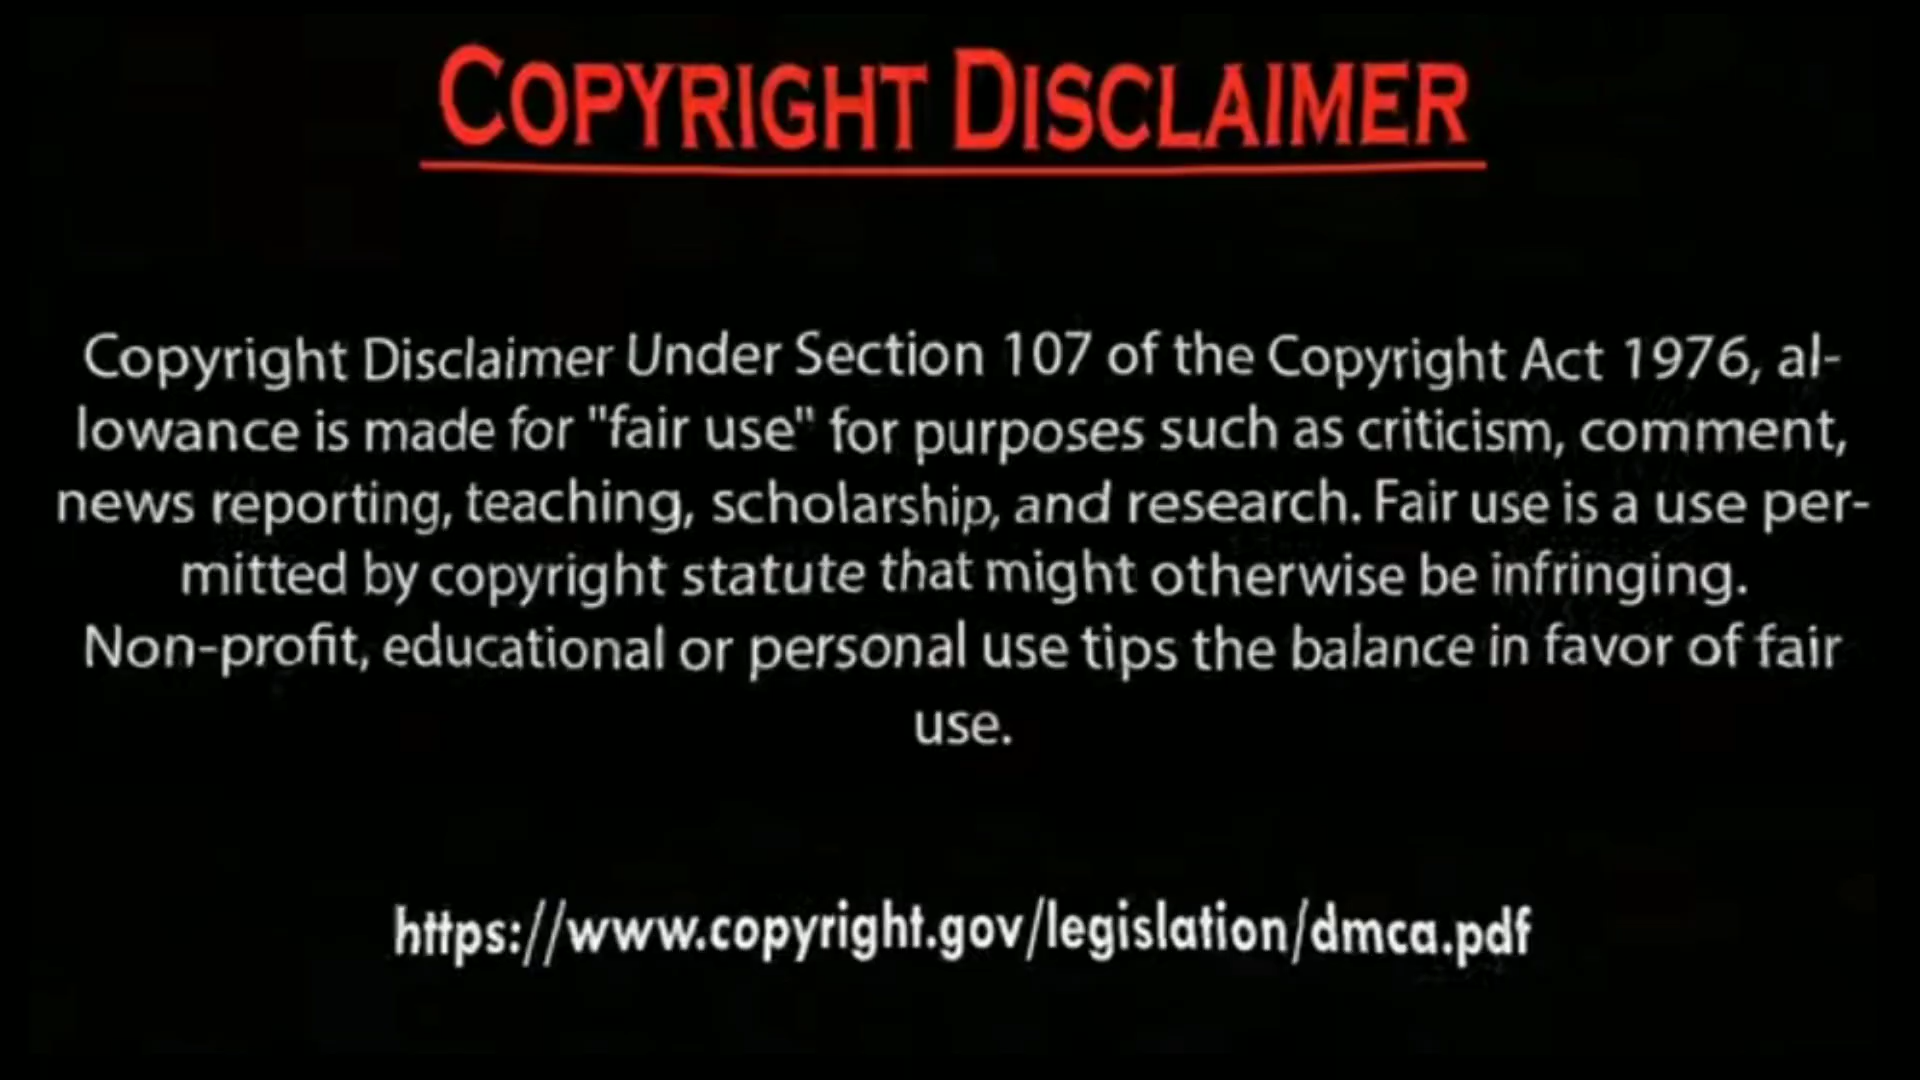 COPYRIGHT DISCLAIMER
Copyright Disclaimer Under Section 107 of the Copyright Act 1976, al-
lowance is made for "fair use" for purposes such as criticism, comment,
news reporting, teaching, scholarship, and research. Fair use is a use per-
mitted by copyright statute that might otherwise be infringing.
Non-profit, educational or personal use tips the balance in favor of fair
use.
https://www.copyright.gov/legislation/dmca.pdf